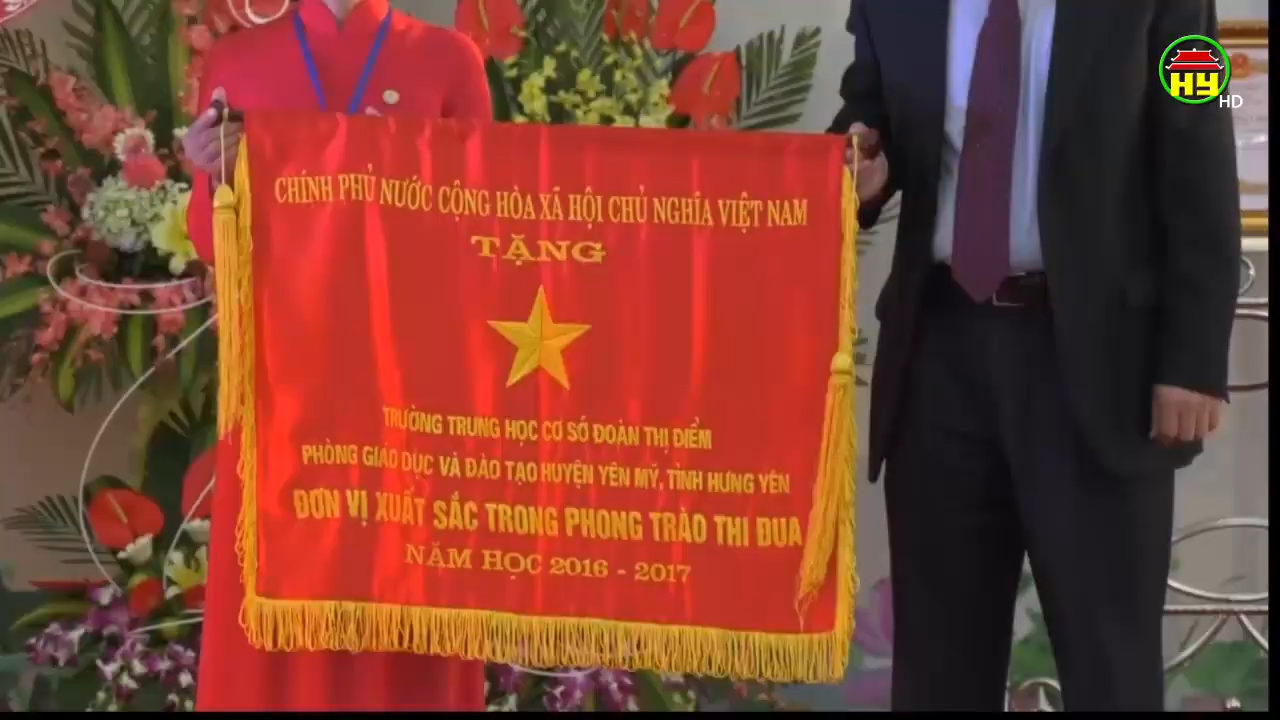 HY
HD
CHÍNH PHỦ NƯỚC CỘNG HÒA XÃ HỘI CHỦ NGHĨA VIỆT NAM
TẶNG
TRƯỜNG TRUNG HỌC CƠ SỞ ĐOÀN THỊ ĐIỂM
PHÒNG GIÁO DỤC VÀ ĐÀO TẠO HUYỆN YÊN MỸ, TỈNH HƯNG YÊN
ĐƠN VỊ XUẤT SẮC TRONG PHONG TRÀO THI ĐUA
NĂM HỌC 2016 - 2017